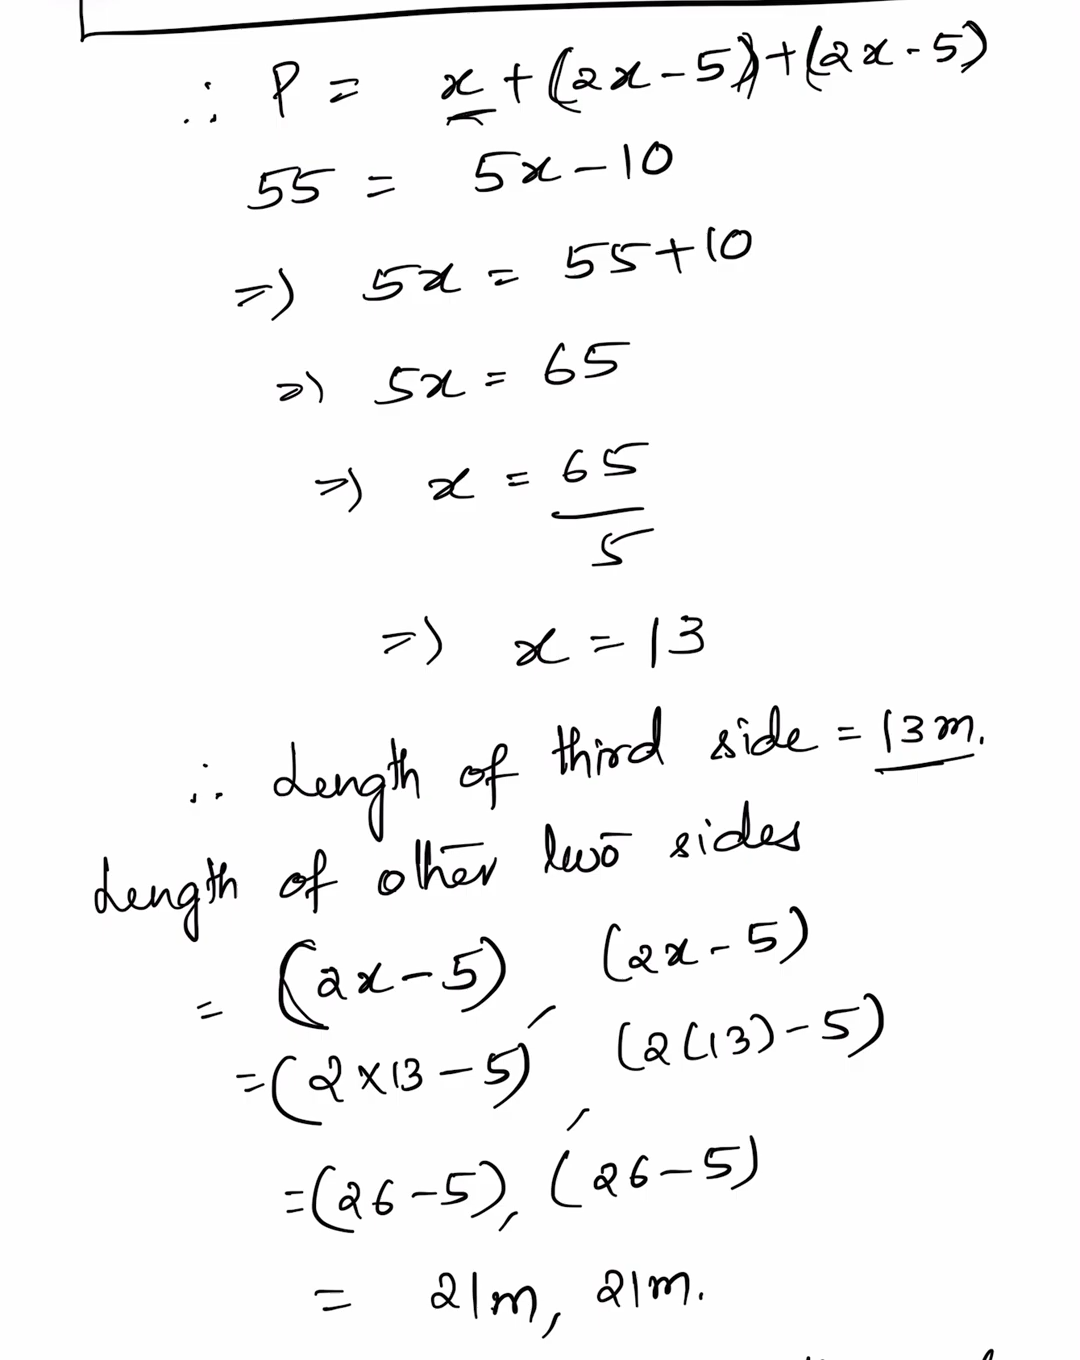 ∴ P = x + (2x - 5) + (2x - 5)
55 = 5x - 10
⇒ 5x = 55 + 10
⇒ 5x = 65
⇒ x = 65/5
⇒ x = 13
∴ Length of third side = 13m.
Length of other two sides
= (2x - 5), (2x - 5)
= (2 × 13 - 5), (2(13) - 5)
= (26 - 5), (26 - 5)
= 21m, 21m.